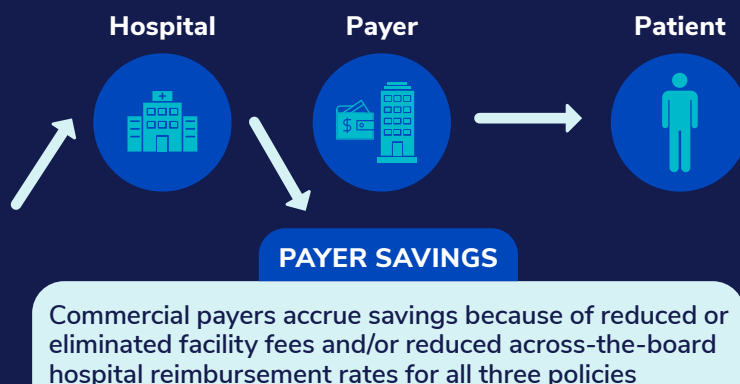 Hospital
Payer
Patient
$
PAYER SAVINGS
Commercial payers accrue savings because of reduced or
eliminated facility fees and/or reduced across-the-board
hospital reimbursement rates for all three policies